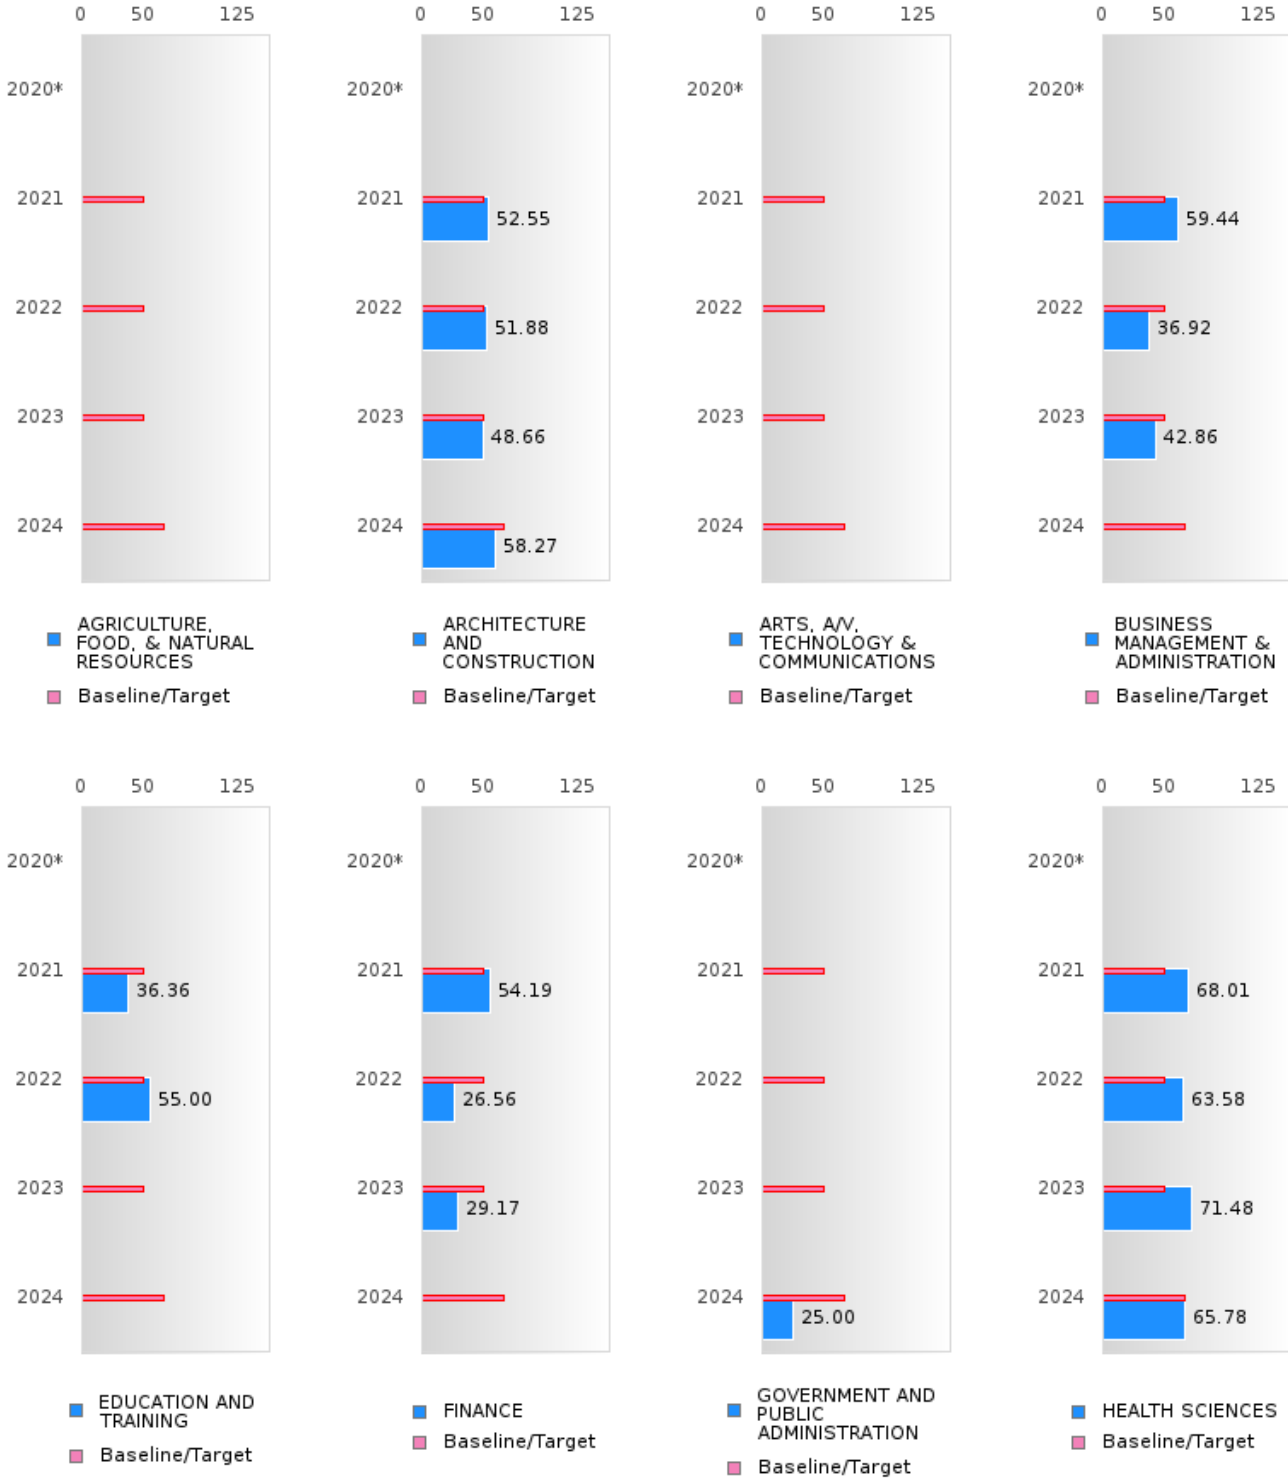 0 50 125
2020*
2021
2022
2023
2024
AGRICULTURE,
FOOD, & NATURAL
RESOURCES
Baseline/Target
0 50 125
2020*
2021
52.55
2022
51.88
2023
48.66
2024
58.27
ARCHITECTURE
AND
CONSTRUCTION
Baseline/Target
0 50 125
2020*
2021
2022
2023
2024
ARTS, A/V,
TECHNOLOGY &
COMMUNICATIONS
Baseline/Target
0 50 125
2020*
2021
59.44
2022
36.92
2023
42.86
2024
BUSINESS
MANAGEMENT &
ADMINISTRATION
Baseline/Target
0 50 125
2020*
2021
36.36
2022
55.00
2023
2024
EDUCATION AND
TRAINING
Baseline/Target
0 50 125
2020*
2021
54.19
2022
26.56
2023
29.17
2024
FINANCE
Baseline/Target
0 50 125
2020*
2021
2022
2023
2024
25.00
GOVERNMENT AND
PUBLIC
ADMINISTRATION
Baseline/Target
0 50 125
2020*
2021
68.01
2022
63.58
2023
71.48
2024
65.78
HEALTH SCIENCES
Baseline/Target